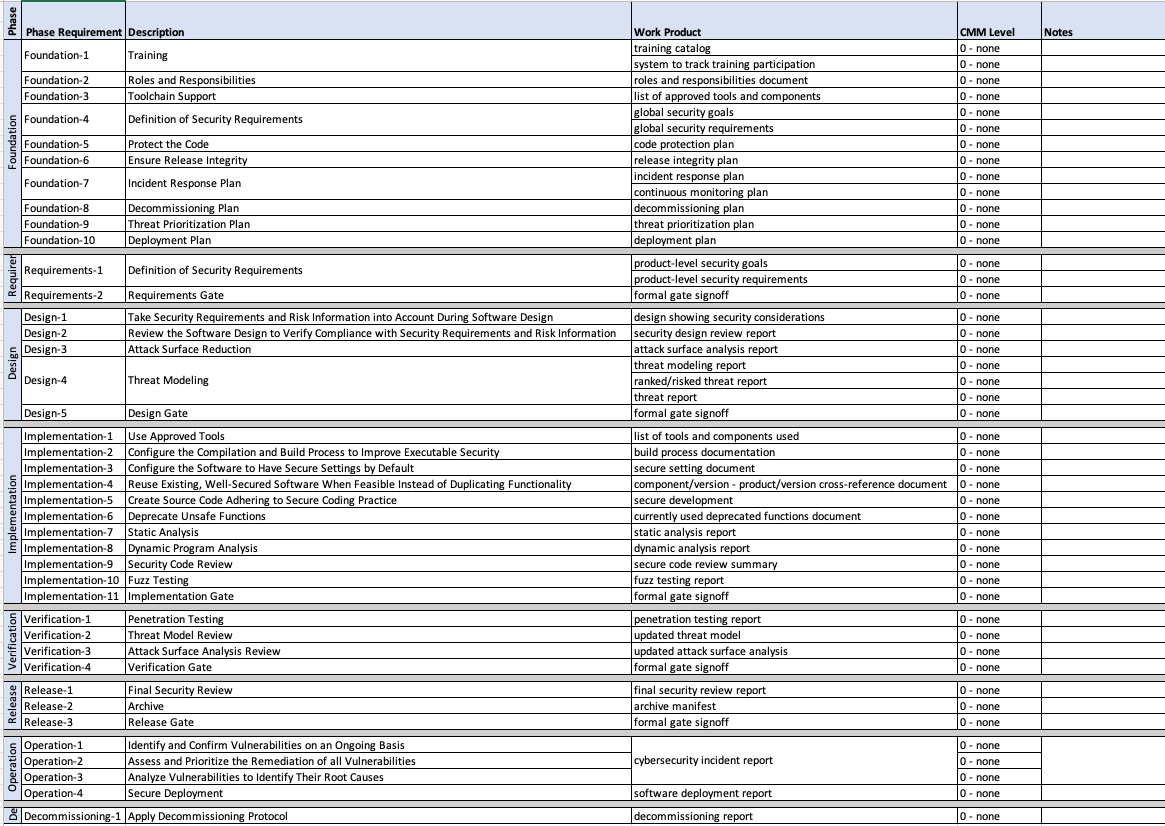 Phase Phase Requirement Description Work Product CMM Level Notes
Foundation
Foundation-1 Training training catalog 0 - none
system to track training participation 0 - none
Foundation-2 Roles and Responsibilities roles and responsibilities document 0 - none
Foundation-3 Toolchain Support list of approved tools and components 0 - none
Foundation-4 Definition of Security Requirements global security goals 0 - none
global security requirements 0 - none
Foundation-5 Protect the Code code protection plan 0 - none
Foundation-6 Ensure Release Integrity release integrity plan 0 - none
Foundation-7 Incident Response Plan incident response plan 0 - none
continuous monitoring plan 0 - none
Foundation-8 Decommissioning Plan decommissioning plan 0 - none
Foundation-9 Threat Prioritization Plan threat prioritization plan 0 - none
Foundation-10 Deployment Plan deployment plan 0 - none
Requirer
Requirements-1 Definition of Security Requirements product-level security goals 0 - none
product-level security requirements 0 - none
Requirements-2 Requirements Gate formal gate signoff 0 - none
Design
Design-1 Take Security Requirements and Risk Information into Account During Software Design design showing security considerations 0 - none
Design-2 Review the Software Design to Verify Compliance with Security Requirements and Risk Information security design review report 0 - none
Design-3 Attack Surface Reduction attack surface analysis report 0 - none
Design-4 Threat Modeling threat modeling report 0 - none
ranked/risked threat report 0 - none
threat report 0 - none
Design-5 Design Gate formal gate signoff 0 - none
Implementation
Implementation-1 Use Approved Tools list of tools and components used 0 - none
Implementation-2 Configure the Compilation and Build Process to Improve Executable Security build process documentation 0 - none
Implementation-3 Configure the Software to Have Secure Settings by Default secure setting document 0 - none
Implementation-4 Reuse Existing, Well-Secured Software When Feasible Instead of Duplicating Functionality component/version - product/version cross-reference document 0 - none
Implementation-5 Create Source Code Adhering to Secure Coding Practice secure development 0 - none
Implementation-6 Deprecate Unsafe Functions currently used deprecated functions document 0 - none
Implementation-7 Static Analysis static analysis report 0 - none
Implementation-8 Dynamic Program Analysis dynamic analysis report 0 - none
Implementation-9 Security Code Review secure code review summary 0 - none
Implementation-10 Fuzz Testing fuzz testing report 0 - none
Implementation-11 Implementation Gate formal gate signoff 0 - none
Verification
Verification-1 Penetration Testing penetration testing report 0 - none
Verification-2 Threat Model Review updated threat model 0 - none
Verification-3 Attack Surface Analysis Review updated attack surface analysis 0 - none
Verification-4 Verification Gate formal gate signoff 0 - none
Release
Release-1 Final Security Review final security review report 0 - none
Release-2 Archive archive manifest 0 - none
Release-3 Release Gate formal gate signoff 0 - none
Operation
Operation-1 Identify and Confirm Vulnerabilities on an Ongoing Basis 0 - none
Operation-2 Assess and Prioritize the Remediation of all Vulnerabilities cybersecurity incident report 0 - none
Operation-3 Analyze Vulnerabilities to Identify Their Root Causes 0 - none
Operation-4 Secure Deployment software deployment report 0 - none
De
Decommissioning-1 Apply Decommissioning Protocol decommissioning report 0 - none